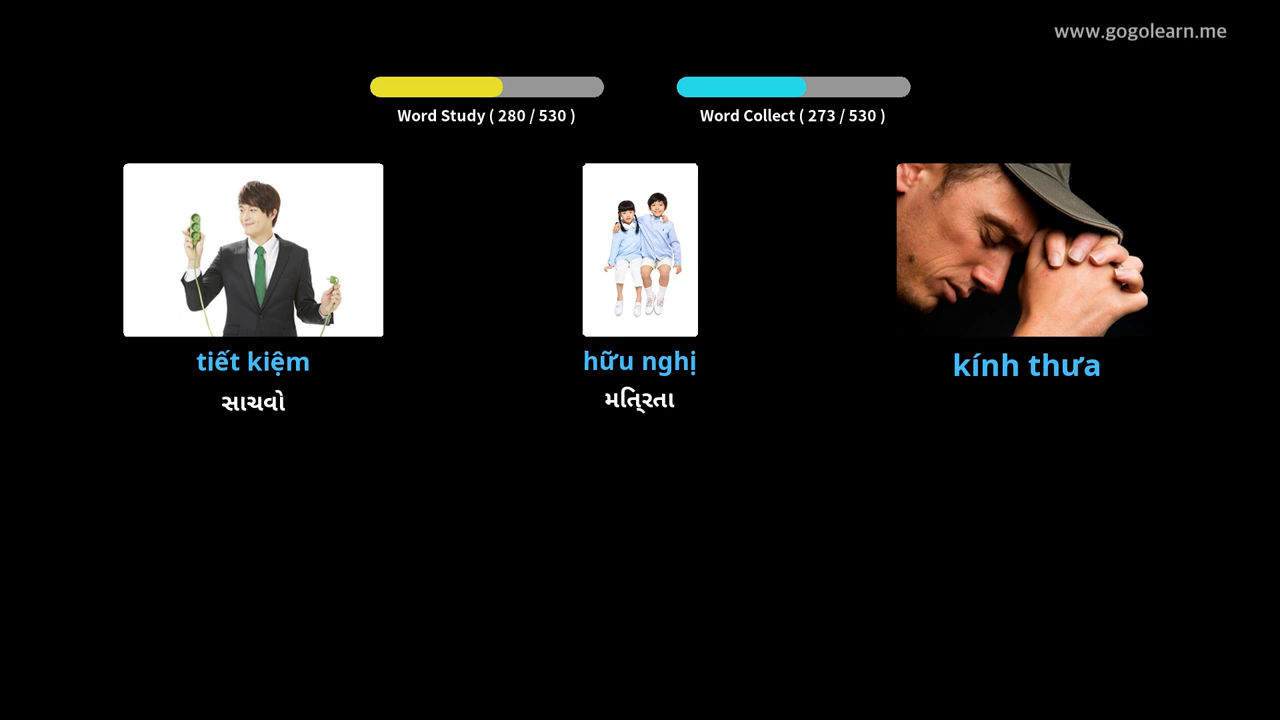 www.gogolearn.me
Word Study ( 280 / 530 )
Word Collect ( 273 / 530 )
tiết kiệm
સાચવો
hữu nghị
મતિ્રતા
kính thưa